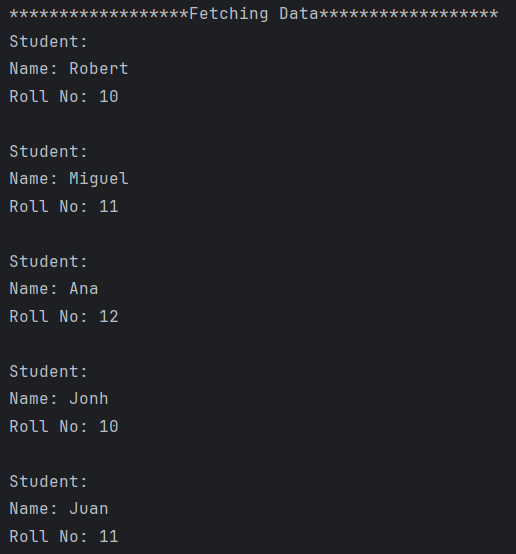 ******************Fetching Data******************
Student:
Name: Robert
Roll No: 10

Student:
Name: Miguel
Roll No: 11

Student:
Name: Ana
Roll No: 12

Student:
Name: Jonh
Roll No: 10

Student:
Name: Juan
Roll No: 11